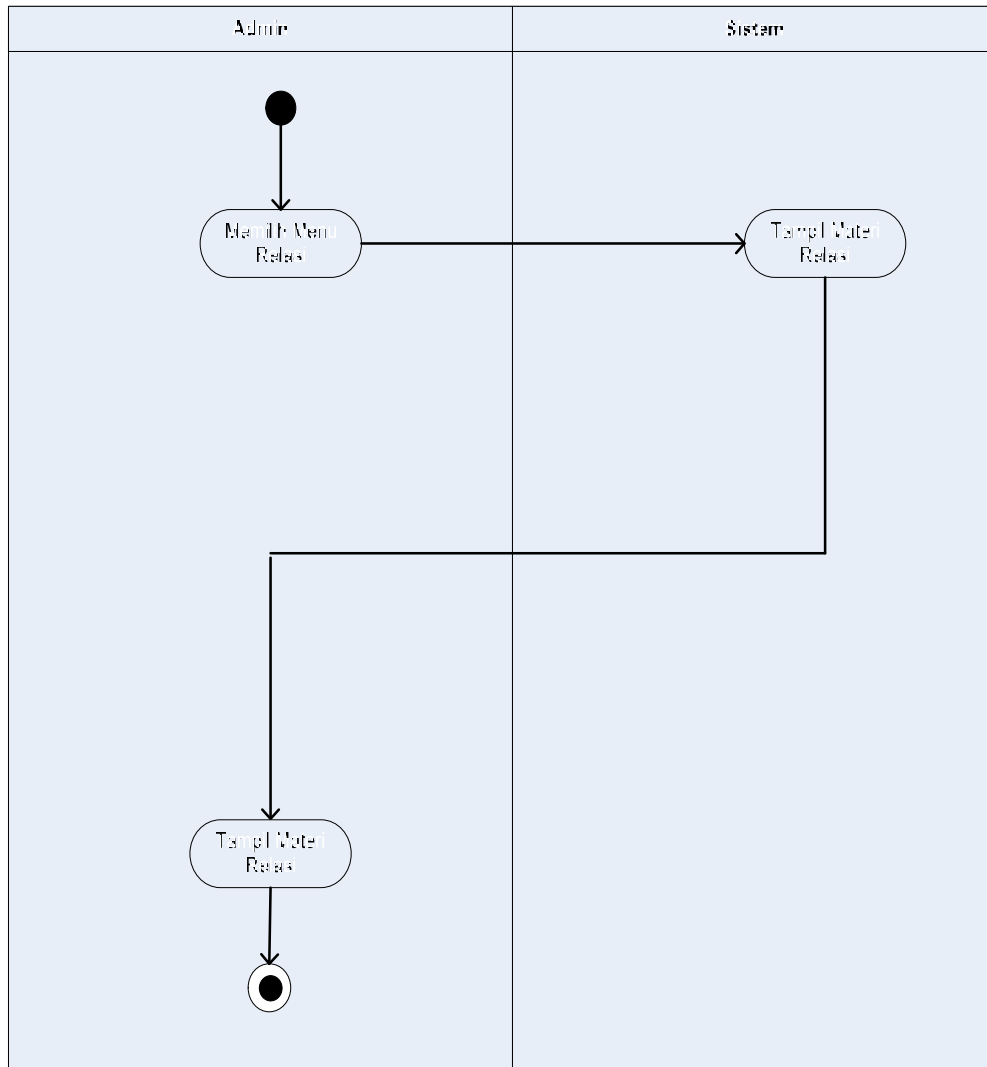 Admin
Sistem
Memilih Menu
Relasi
Tampil Materi
Relasi
Tampil Materi
Relasi